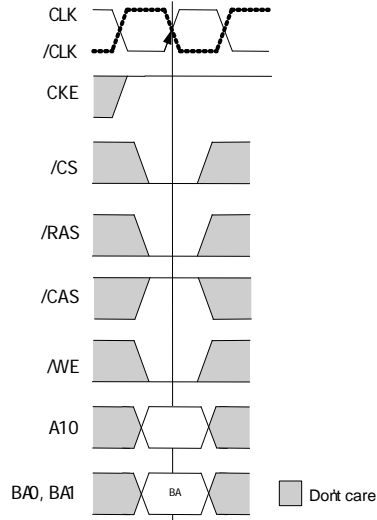 CLK
/CLK
CKE
/CS
/RAS
/CAS
/WE
A10
BA0, BA1
BA
Don't care